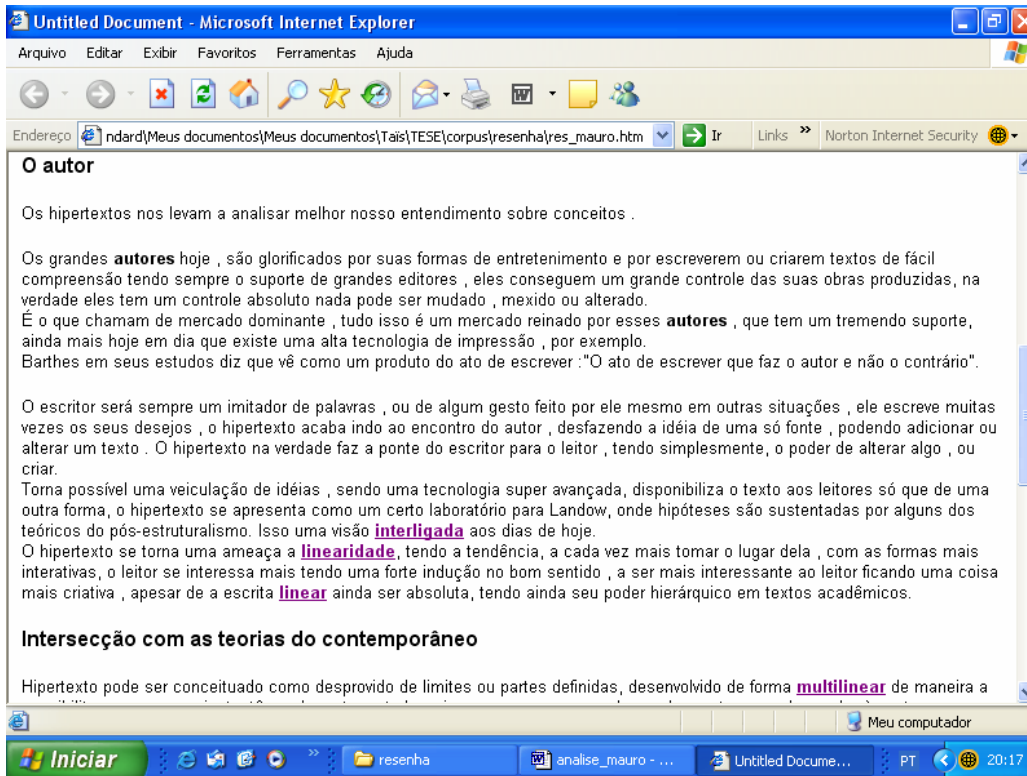 Untitled Document - Microsoft Internet Explorer
Arquivo Editar Exibir Favoritos Ferramentas Ajuda
Endereço ndard\Meus documentos\Meus documentos\Taïs\TESE\corpus\resenha\res_mauro.htm Ir Links » Norton Internet Security
O autor
Os hipertextos nos levam a analisar melhor nosso entendimento sobre conceitos .
Os grandes autores hoje , são glorificados por suas formas de entretenimento e por escreverem ou criarem textos de fácil
compreensão tendo sempre o suporte de grandes editores , eles conseguem um grande controle das suas obras produzidas, na
verdade eles tem um controle absoluto nada pode ser mudado , mexido ou alterado.
É o que chamam de mercado dominante , tudo isso é um mercado reinado por esses autores , que tem um tremendo suporte,
ainda mais hoje em dia que existe uma alta tecnologia de impressão , por exemplo.
Barthes em seus estudos diz que vê como um produto do ato de escrever :"O ato de escrever que faz o autor e não o contrário".
O escritor será sempre um imitador de palavras , ou de algum gesto feito por ele mesmo em outras situações , ele escreve muitas
vezes os seus desejos , o hipertexto acaba indo ao encontro do autor , desfazendo a idéia de uma só fonte , podendo adicionar ou
alterar um texto . O hipertexto na verdade faz a ponte do escritor para o leitor , tendo simplesmente, o poder de alterar algo , ou
criar.
Torna possível uma veiculação de idéias , sendo uma tecnologia super avançada, disponibiliza o texto aos leitores só que de uma
outra forma, o hipertexto se apresenta como um certo laboratório para Landow, onde hipóteses são sustentadas por alguns dos
teóricos do pós-estruturalismo. Isso uma visão interligada aos dias de hoje.
O hipertexto se torna uma ameaça a linearidade, tendo a tendência, a cada vez mais tomar o lugar dela , com as formas mais
interativas, o leitor se interessa mais tendo uma forte indução no bom sentido , a ser mais interessante ao leitor ficando uma coisa
mais criativa , apesar de a escrita linear ainda ser absoluta, tendo ainda seu poder hierárquico em textos acadêmicos.
Intersecção com as teorias do contemporâneo
Hipertexto pode ser conceituado como desprovido de limites ou partes definidas, desenvolvido de forma multilinear de maneira a
Meu computador
Iniciar » resenha analise_mauro - ... Untitled Docume... PT 20:17